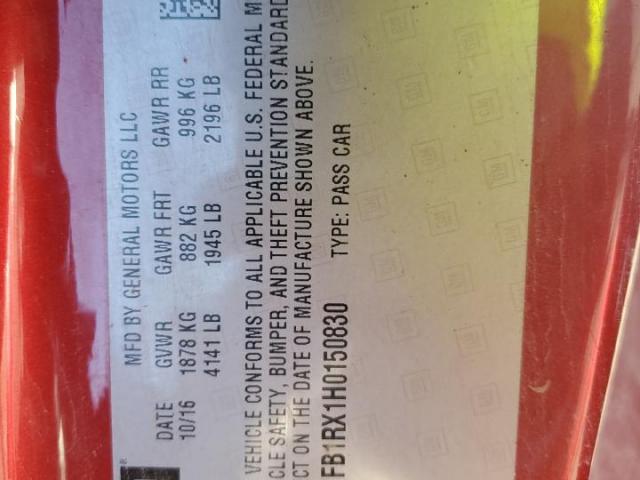 MFD BY GENERAL MOTORS LLC
DATE GVWR GAWR FRT GAWR RR
10/16 1878 KG 882 KG 996 KG
4141 LB 1945 LB 2196 LB
VEHICLE CONFORMS TO ALL APPLICABLE U.S. FEDERAL M
CLE SAFETY, BUMPER, AND THEFT PREVENTION STANDARD
CT ON THE DATE OF MANUFACTURE SHOWN ABOVE.
FB1RX1H0150830 TYPE: PASS CAR